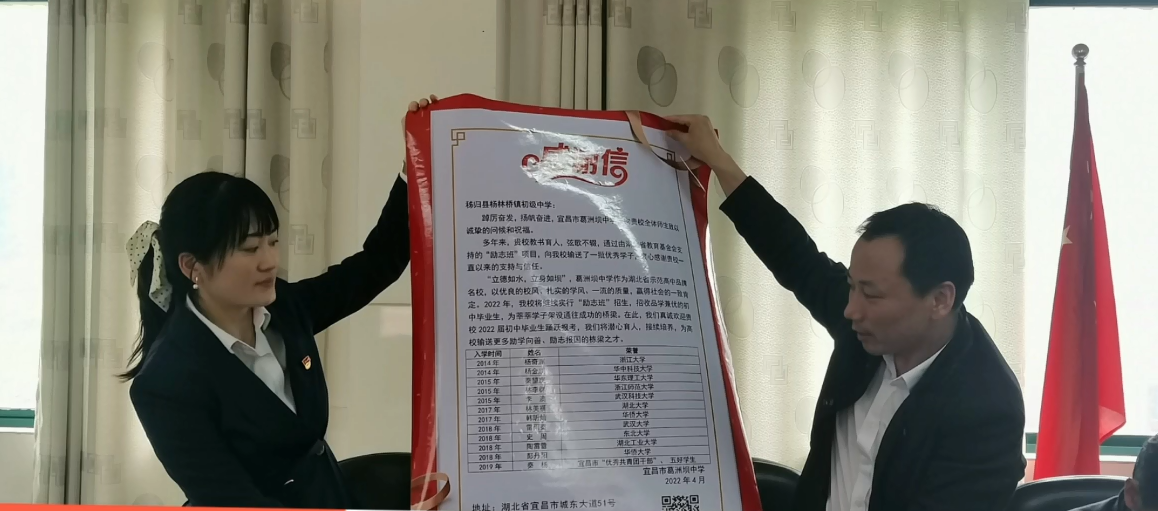 感谢信
秭归县杨林桥镇初级中学：
踔厉奋发，扬帆奋进，宜昌市葛洲坝中学 贵校全体师生致以
诚挚的问候和祝福。
多年来，贵校教书育人，弦歌不辍，通过由 省教育基金会支
持的“励志班”项目，向我校输送了一批优秀学子， 心感谢贵校一
直以来的支持与信任。
“立德如水，立身如坝”，葛洲坝中学作为湖北省示范高中品牌
名校，以优良的校风、扎实的学风、一流的质量，赢得社会的一致肯
定。2022年，我校将继续实行“励志班”招生，招收品学兼优的初
中毕业生，为莘莘学子架设通往成功的桥梁，在此，我们真诚欢迎贵
校2022届初中毕业生踊跃报考，我们将潜心育人，接续培养，为高
校输送更多励学向善、励志报国的栋梁之才。
入学时间 姓名 荣誉
2014年 浙江大学
2014年 华中科技大学
2015年 华东理工大学
2015年 浙江师范大学
2015年 武汉科技大学
2017年 湖北大学
2017年 华侨大学
2018年 武汉大学
2018年 东北大学
2018年 湖北工业大学
2018年 华侨大学
2019年 宜昌市“优秀共青团干部”、五好学生
宜昌市葛洲坝中学
2022年4月
地址：湖北省宜昌市城东大道51号